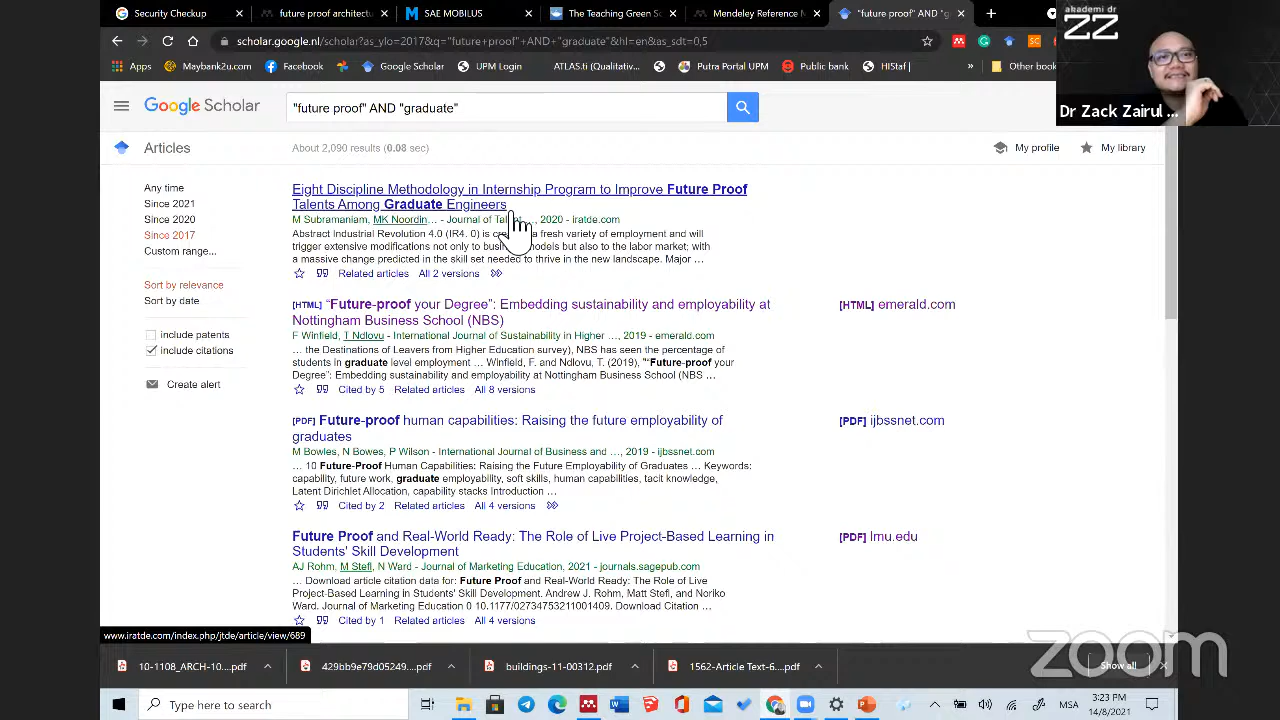 Security Checkup
future proof archite
SAE MOBILUS
The Teaching Gen So
Mendeley Reference
"future proof" AND "g
scholar.google.nl/schol
7&q="future+proof"+AND+"graduate"&hl=en&as_sdt=0,5
Apps
Maybank2u.com
Facebook
Google Scholar
UPM Login
ATLAS.ti (Qualitativ...
Putra Portal UPM
Public bank
HIStaf |
»
Other book
akademi dr
ZZ
Dr Zack Zairul ...
Google Scholar
"future proof" AND "graduate"
Articles
About 2,090 results (0.08 sec)
My profile
My library
Any time
Since 2021
Since 2020
Since 2017
Custom range...
Sort by relevance
Sort by date
include patents
include citations
Create alert
Eight Discipline Methodology in Internship Program to Improve Future Proof
Talents Among Graduate Engineers
M Subramaniam, MK Noordin… - Journal of Tal …, 2020 - iratde.com
Abstract Industrial Revolution 4.0 (IR4. 0) is c a fresh variety of employment and will
trigger extensive modifications not only to busi models but also to the labor market; with
a massive change predicted in the skill set needed to thrive in the new landscape. Major ...
Related articles All 2 versions
[HTML] “Future-proof your Degree”: Embedding sustainability and employability at
Nottingham Business School (NBS)
[HTML] emerald.com
F Winfield, T Ndlovu - International Journal of Sustainability in Higher ..., 2019 - emerald.com
... the Destinations of Leavers from Higher Education survey), NBS has seen the percentage of
students in graduate level employment ... Winfield, F. and Ndlovu, T. (2019), "“Future-proof your
Degree”: Embedding sustainability and employability at Nottingham Business School (NBS ...
Cited by 5 Related articles All 8 versions
[PDF] Future-proof human capabilities: Raising the future employability of
graduates
[PDF] ijbssnet.com
M Bowles, N Bowes, P Wilson - International Journal of Business and ..., 2019 - ijbssnet.com
... 10 Future-Proof Human Capabilities: Raising the Future Employability of Graduates ... Keywords:
capability, future work, graduate employability, soft skills, human capabilities, tacit knowledge,
Latent Dirichlet Allocation, capability stacks Introduction ...
Cited by 2 Related articles All 4 versions
Future Proof and Real-World Ready: The Role of Live Project-Based Learning in
Students' Skill Development
[PDF] lmu.edu
AJ Rohm, M Stefl, N Ward - Journal of Marketing Education, 2021 - journals.sagepub.com
... Download article citation data for: Future Proof and Real-World Ready: The Role of Live
Project-Based Learning in Students' Skill Development. Andrew J. Rohm, Matt Stefl, and Noriko
Ward. Journal of Marketing Education 0 10.1177/02734753211001409. Download Citation ...
Cited by 1 Related articles All 4 versions
www.iratde.com/index.php/jtde/article/view/689
zoom
10-1108_ARCH-10....pdf
429bb9e79d05249....pdf
buildings-11-00312.pdf
1562-Article Text-6....pdf
Show all
Type here to search
MSA
3:23 PM
14/8/2021